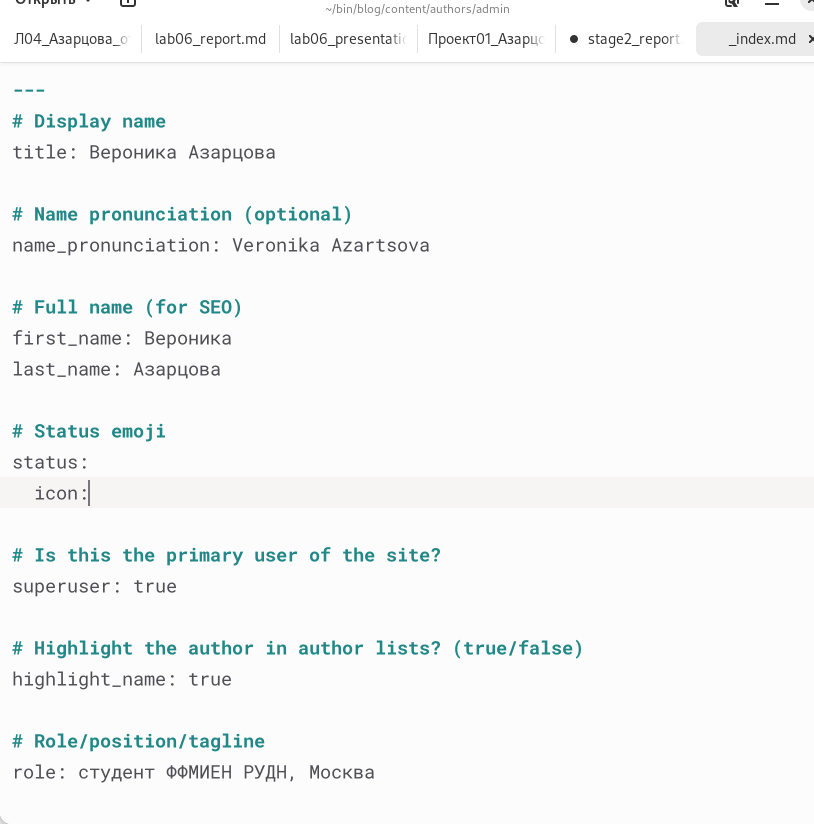 Открыть
~/bin/blog/content/authors/admin
Л04_Азарцова_о
lab06_report.md
lab06_presentatic
Проект01_Азарцо
stage2_report.
_index.md
---
# Display name
title: Вероника Азарцова
# Name pronunciation (optional)
name_pronunciation: Veronika Azartsova
# Full name (for SEO)
first_name: Вероника
last_name: Азарцова
# Status emoji
status:
icon:
# Is this the primary user of the site?
superuser: true
# Highlight the author in author lists? (true/false)
highlight_name: true
# Role/position/tagline
role: студент ФФМИЕН РУДН, Москва